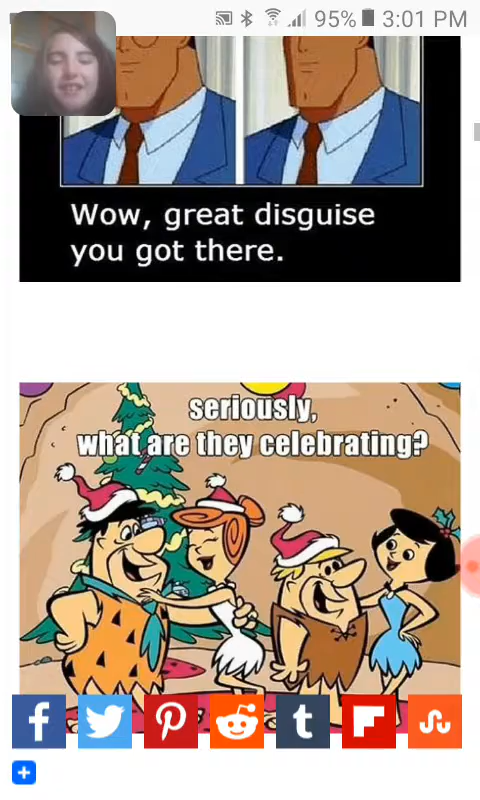 95% 3:01 PM
Wow, great disguise
you got there.
seriously,
what are they celebrating?